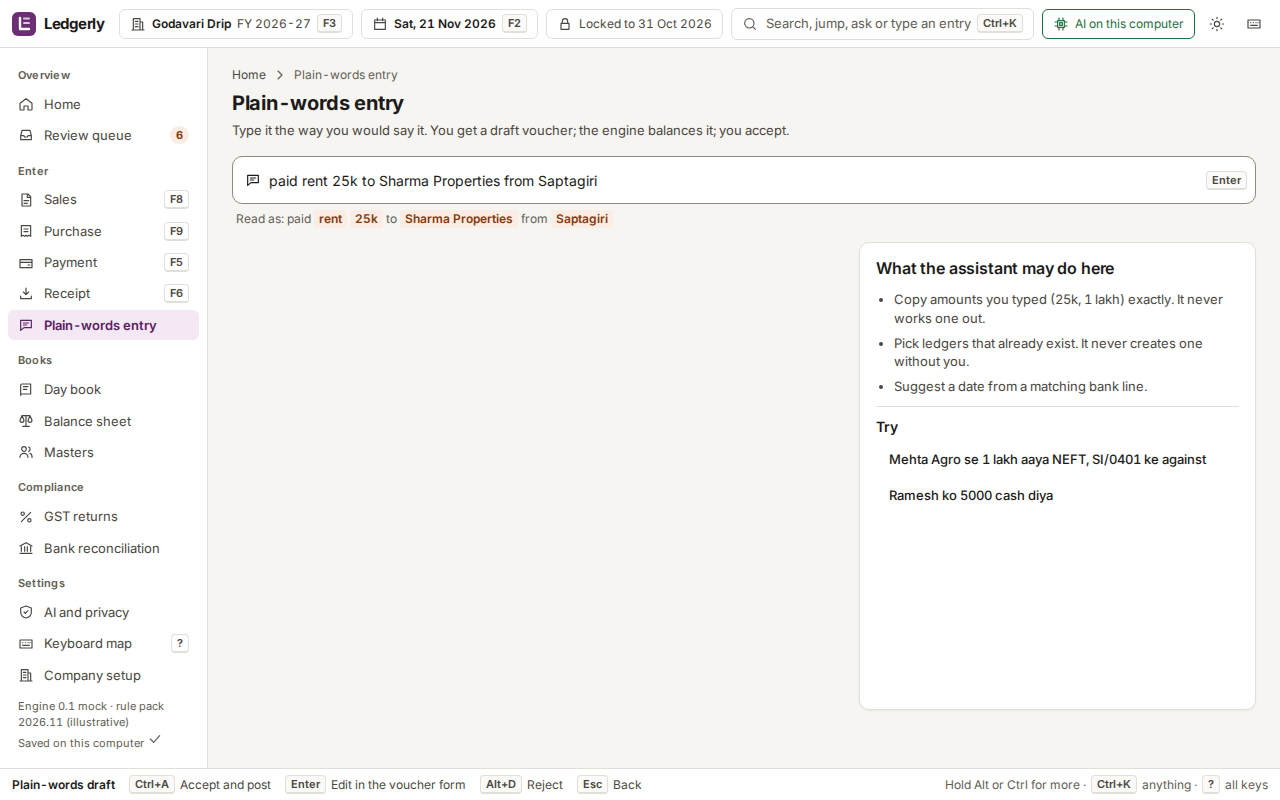 Ledgerly
Godavari Drip FY 2026-27 F3
Sat, 21 Nov 2026 F2
Locked to 31 Oct 2026
Search, jump, ask or type an entry Ctrl+K
AI on this computer
Overview
Home
Review queue 6
Enter
Sales F8
Purchase F9
Payment F5
Receipt F6
Plain-words entry
Books
Day book
Balance sheet
Masters
Compliance
GST returns
Bank reconciliation
Settings
AI and privacy
Keyboard map ?
Company setup
Engine 0.1 mock · rule pack
2026.11 (illustrative)
Saved on this computer
Home > Plain-words entry
Plain-words entry
Type it the way you would say it. You get a draft voucher; the engine balances it; you accept.
paid rent 25k to Sharma Properties from Saptagiri Enter
Read as: paid rent 25k to Sharma Properties from Saptagiri
What the assistant may do here
• Copy amounts you typed (25k, 1 lakh) exactly. It never
works one out.
• Pick ledgers that already exist. It never creates one
without you.
• Suggest a date from a matching bank line.
Try
Mehta Agro se 1 lakh aaya NEFT, SI/0401 ke against
Ramesh ko 5000 cash diya
Plain-words draft Ctrl+A Accept and post Enter Edit in the voucher form Alt+D Reject Esc Back
Hold Alt or Ctrl for more · Ctrl+K anything · ? all keys